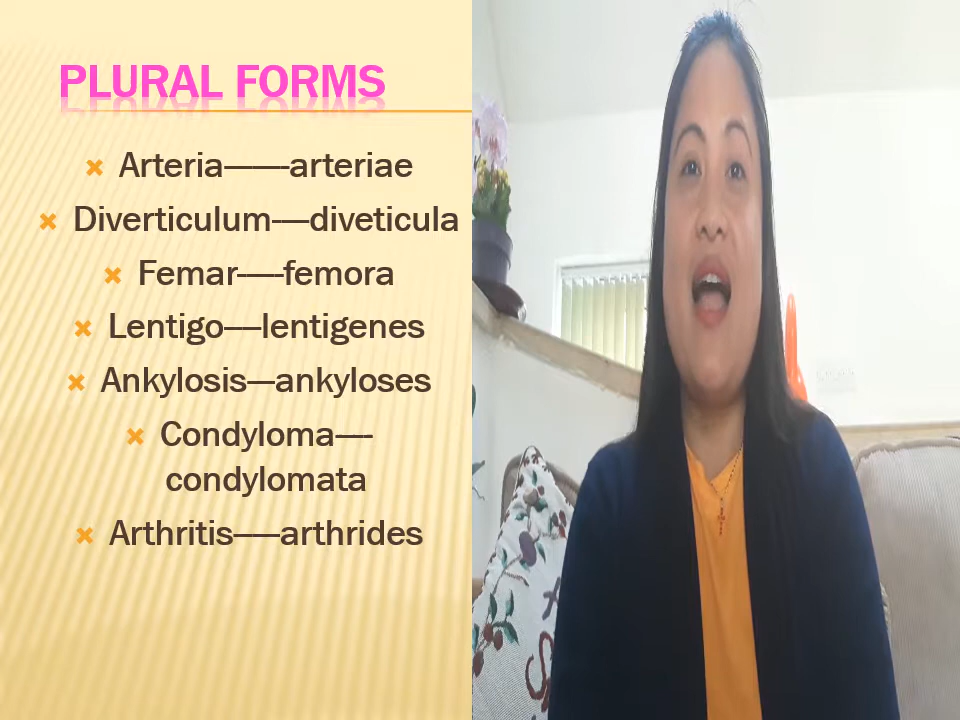 PLURAL FORMS
Arteria——-arteriae
Diverticulum-—diveticula
Femar-—-femora
Lentigo—–lentigenes
Ankylosis—ankyloses
Condyloma—-
condylomata
Arthritis-—–arthrides